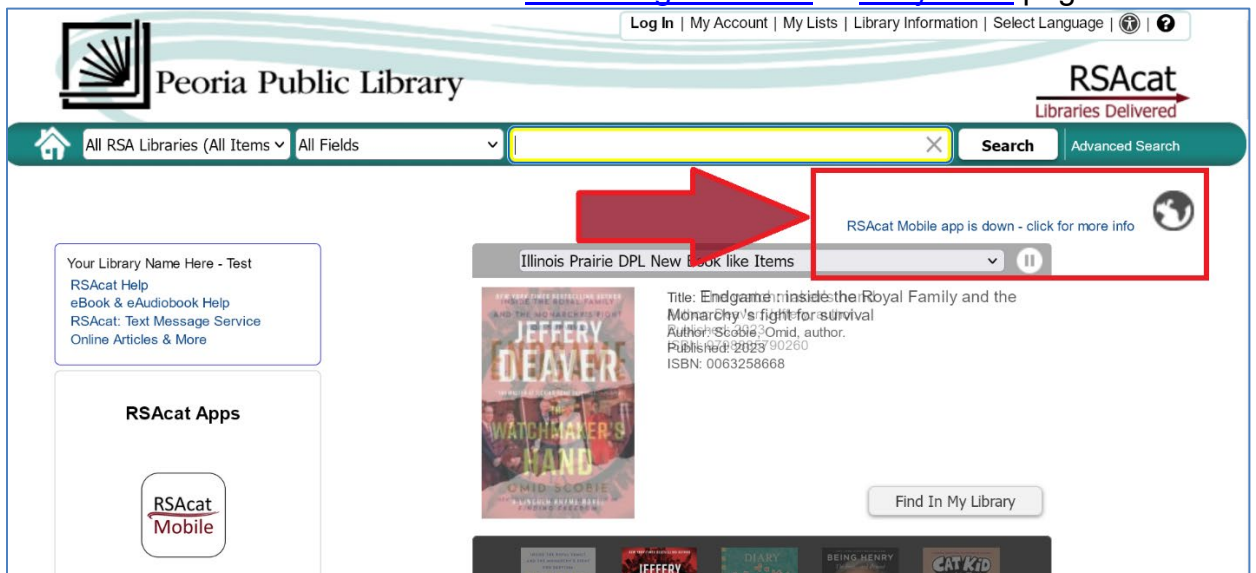 Log In | My Account | My Lists | Library Information | Select Language |
Peoria Public Library
RSAcat
Libraries Delivered
All RSA Libraries (All Items
All Fields
Search
Advanced Search
RSAcat Mobile app is down - click for more info
Your Library Name Here - Test
RSAcat Help
eBook & eAudiobook Help
RSAcat: Text Message Service
Online Articles & More
RSAcat Apps
RSAcat
Mobile
Illinois Prairie DPL New Book like Items
JEFFERY
DEAVER
THE
WATCHMAKER'S
HAND
OMID SCOBIE
Title: Endgame : inside the Royal Family and the
Monarchy's fight for survival
Author: Scobie, Omid, author.
Published: 2023
ISBN: 0063258668
Find In My Library
JEFFERY
DIARY
BEING HENRY
CAT KID